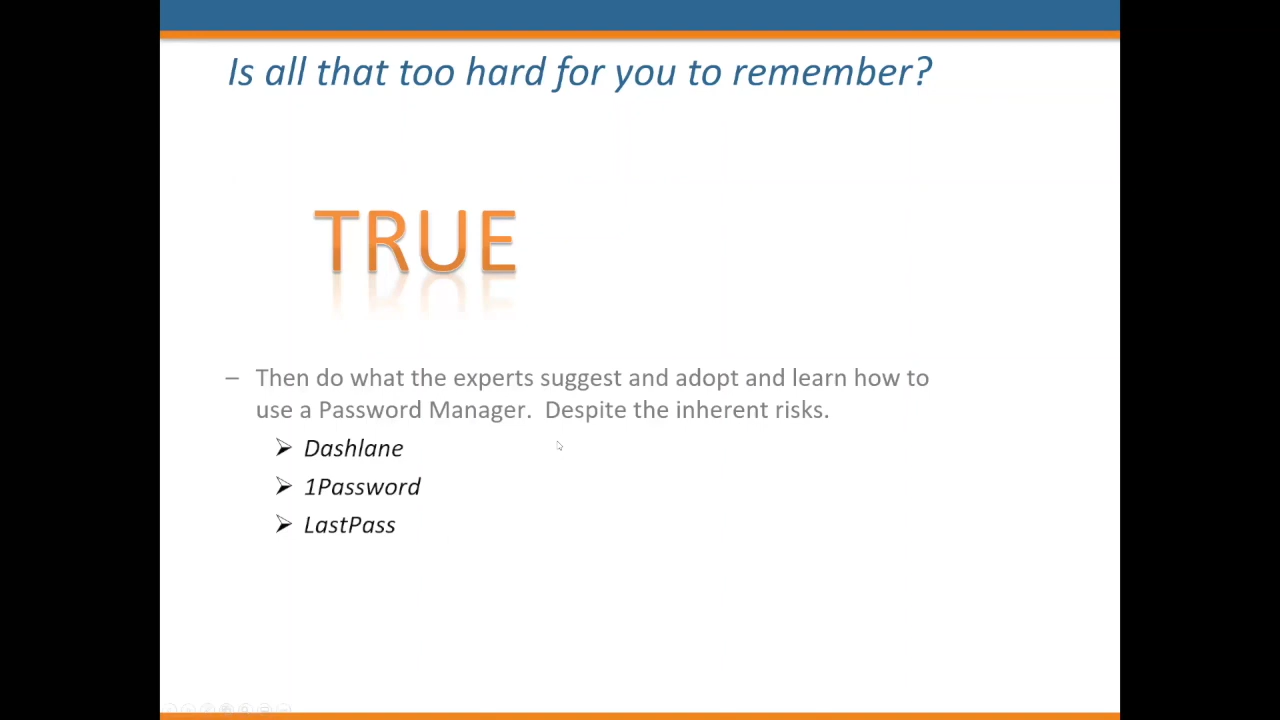 Is all that too hard for you to remember?
TRUE
– Then do what the experts suggest and adopt and learn how to
use a Password Manager.  Despite the inherent risks.
➢ Dashlane
➢ 1Password
➢ LastPass